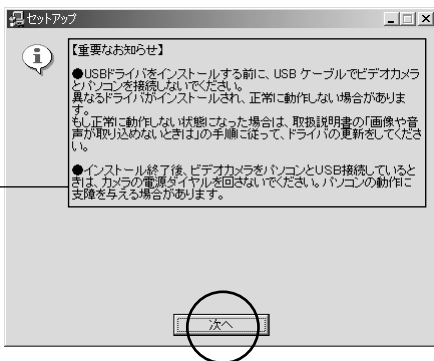 セットアップ
【重要なお知らせ】
●USBドライバをインストールする前に、USB ケーブルでビデオカメラ
とパソコンを接続しないでください。
異なるドライバがインストールされ、正常に動作しない場合がありま
す。
もし正常に動作しない状態になった場合は、取扱説明書の「画像や音
声が取り込めないときは」の手順に従って、ドライバの更新をしてくださ
い。
●インストール終了後、ビデオカメラをパソコンとUSB接続していると
きは、カメラの電源ダイヤルを回さないでください。パソコンの動作に
支障を与える場合があります。
次へ